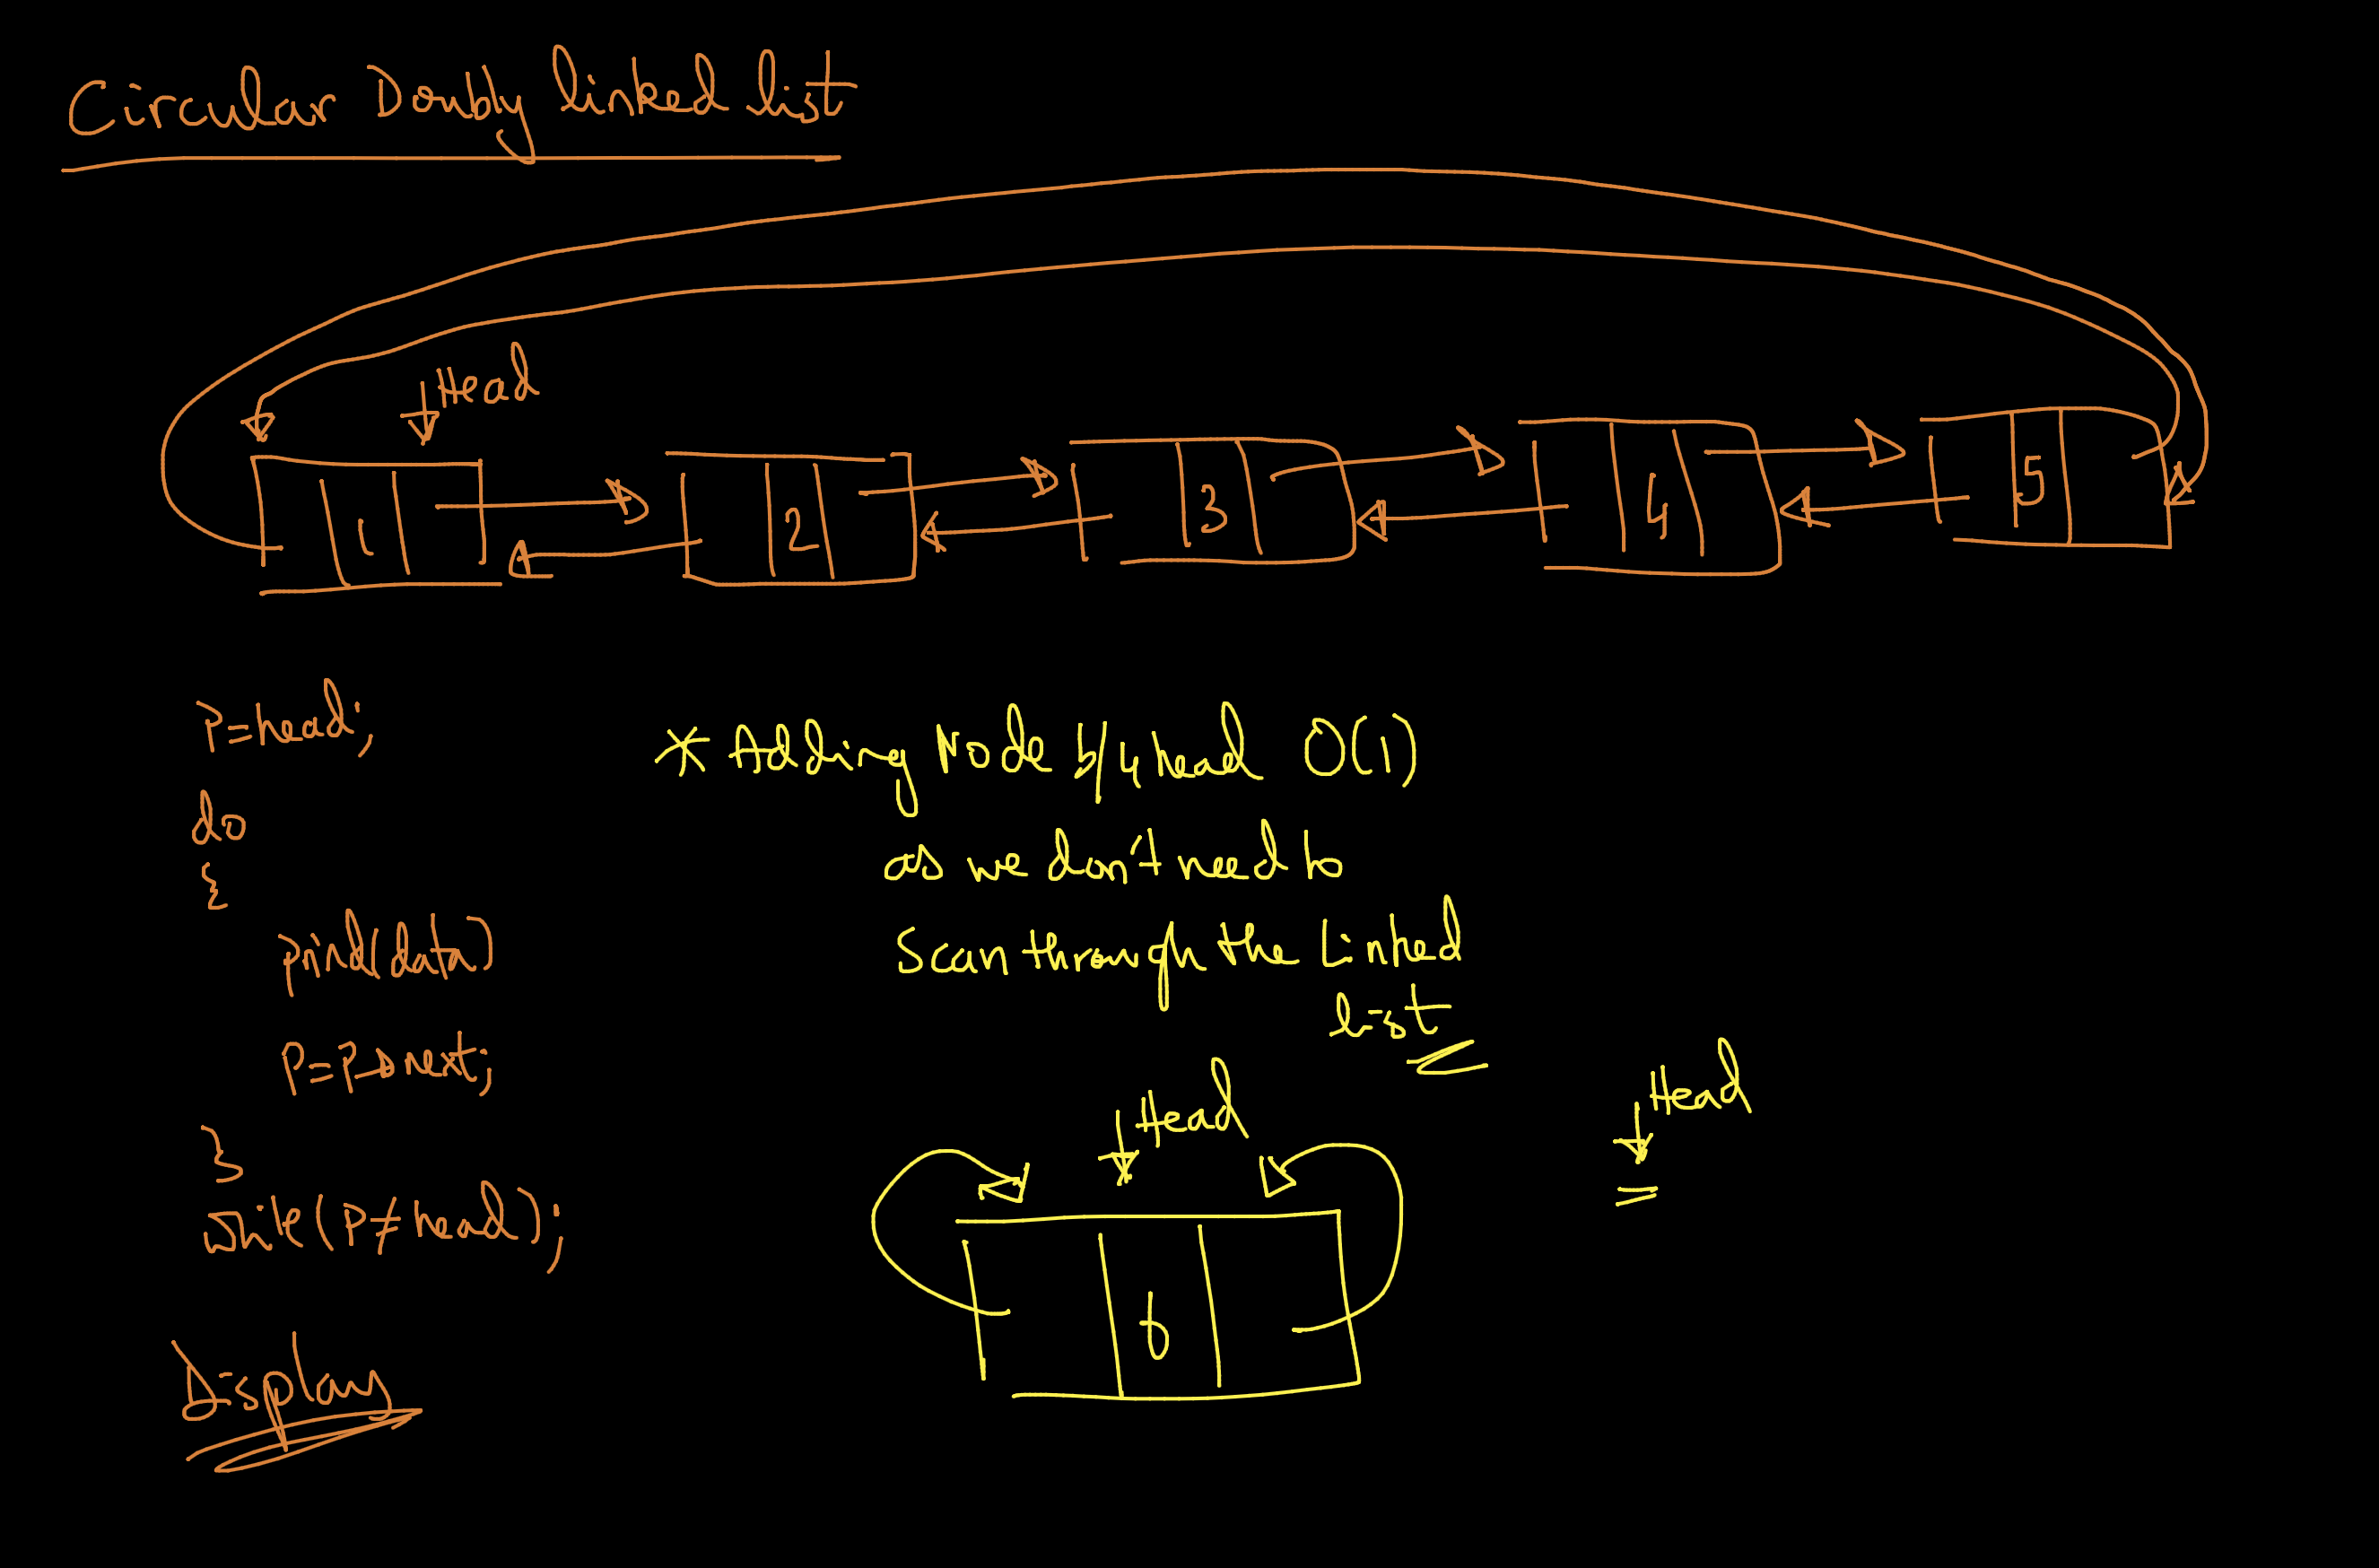 Circular Doubly linked list
Head
1 2 3 4 5
P=head;
do
{
print(data)
P=P→next;
}
while(P≠head);
Display
* Adding Node b/4 head O(1)
as we don't need to
Scan through the Linked
list
Head
6
Head